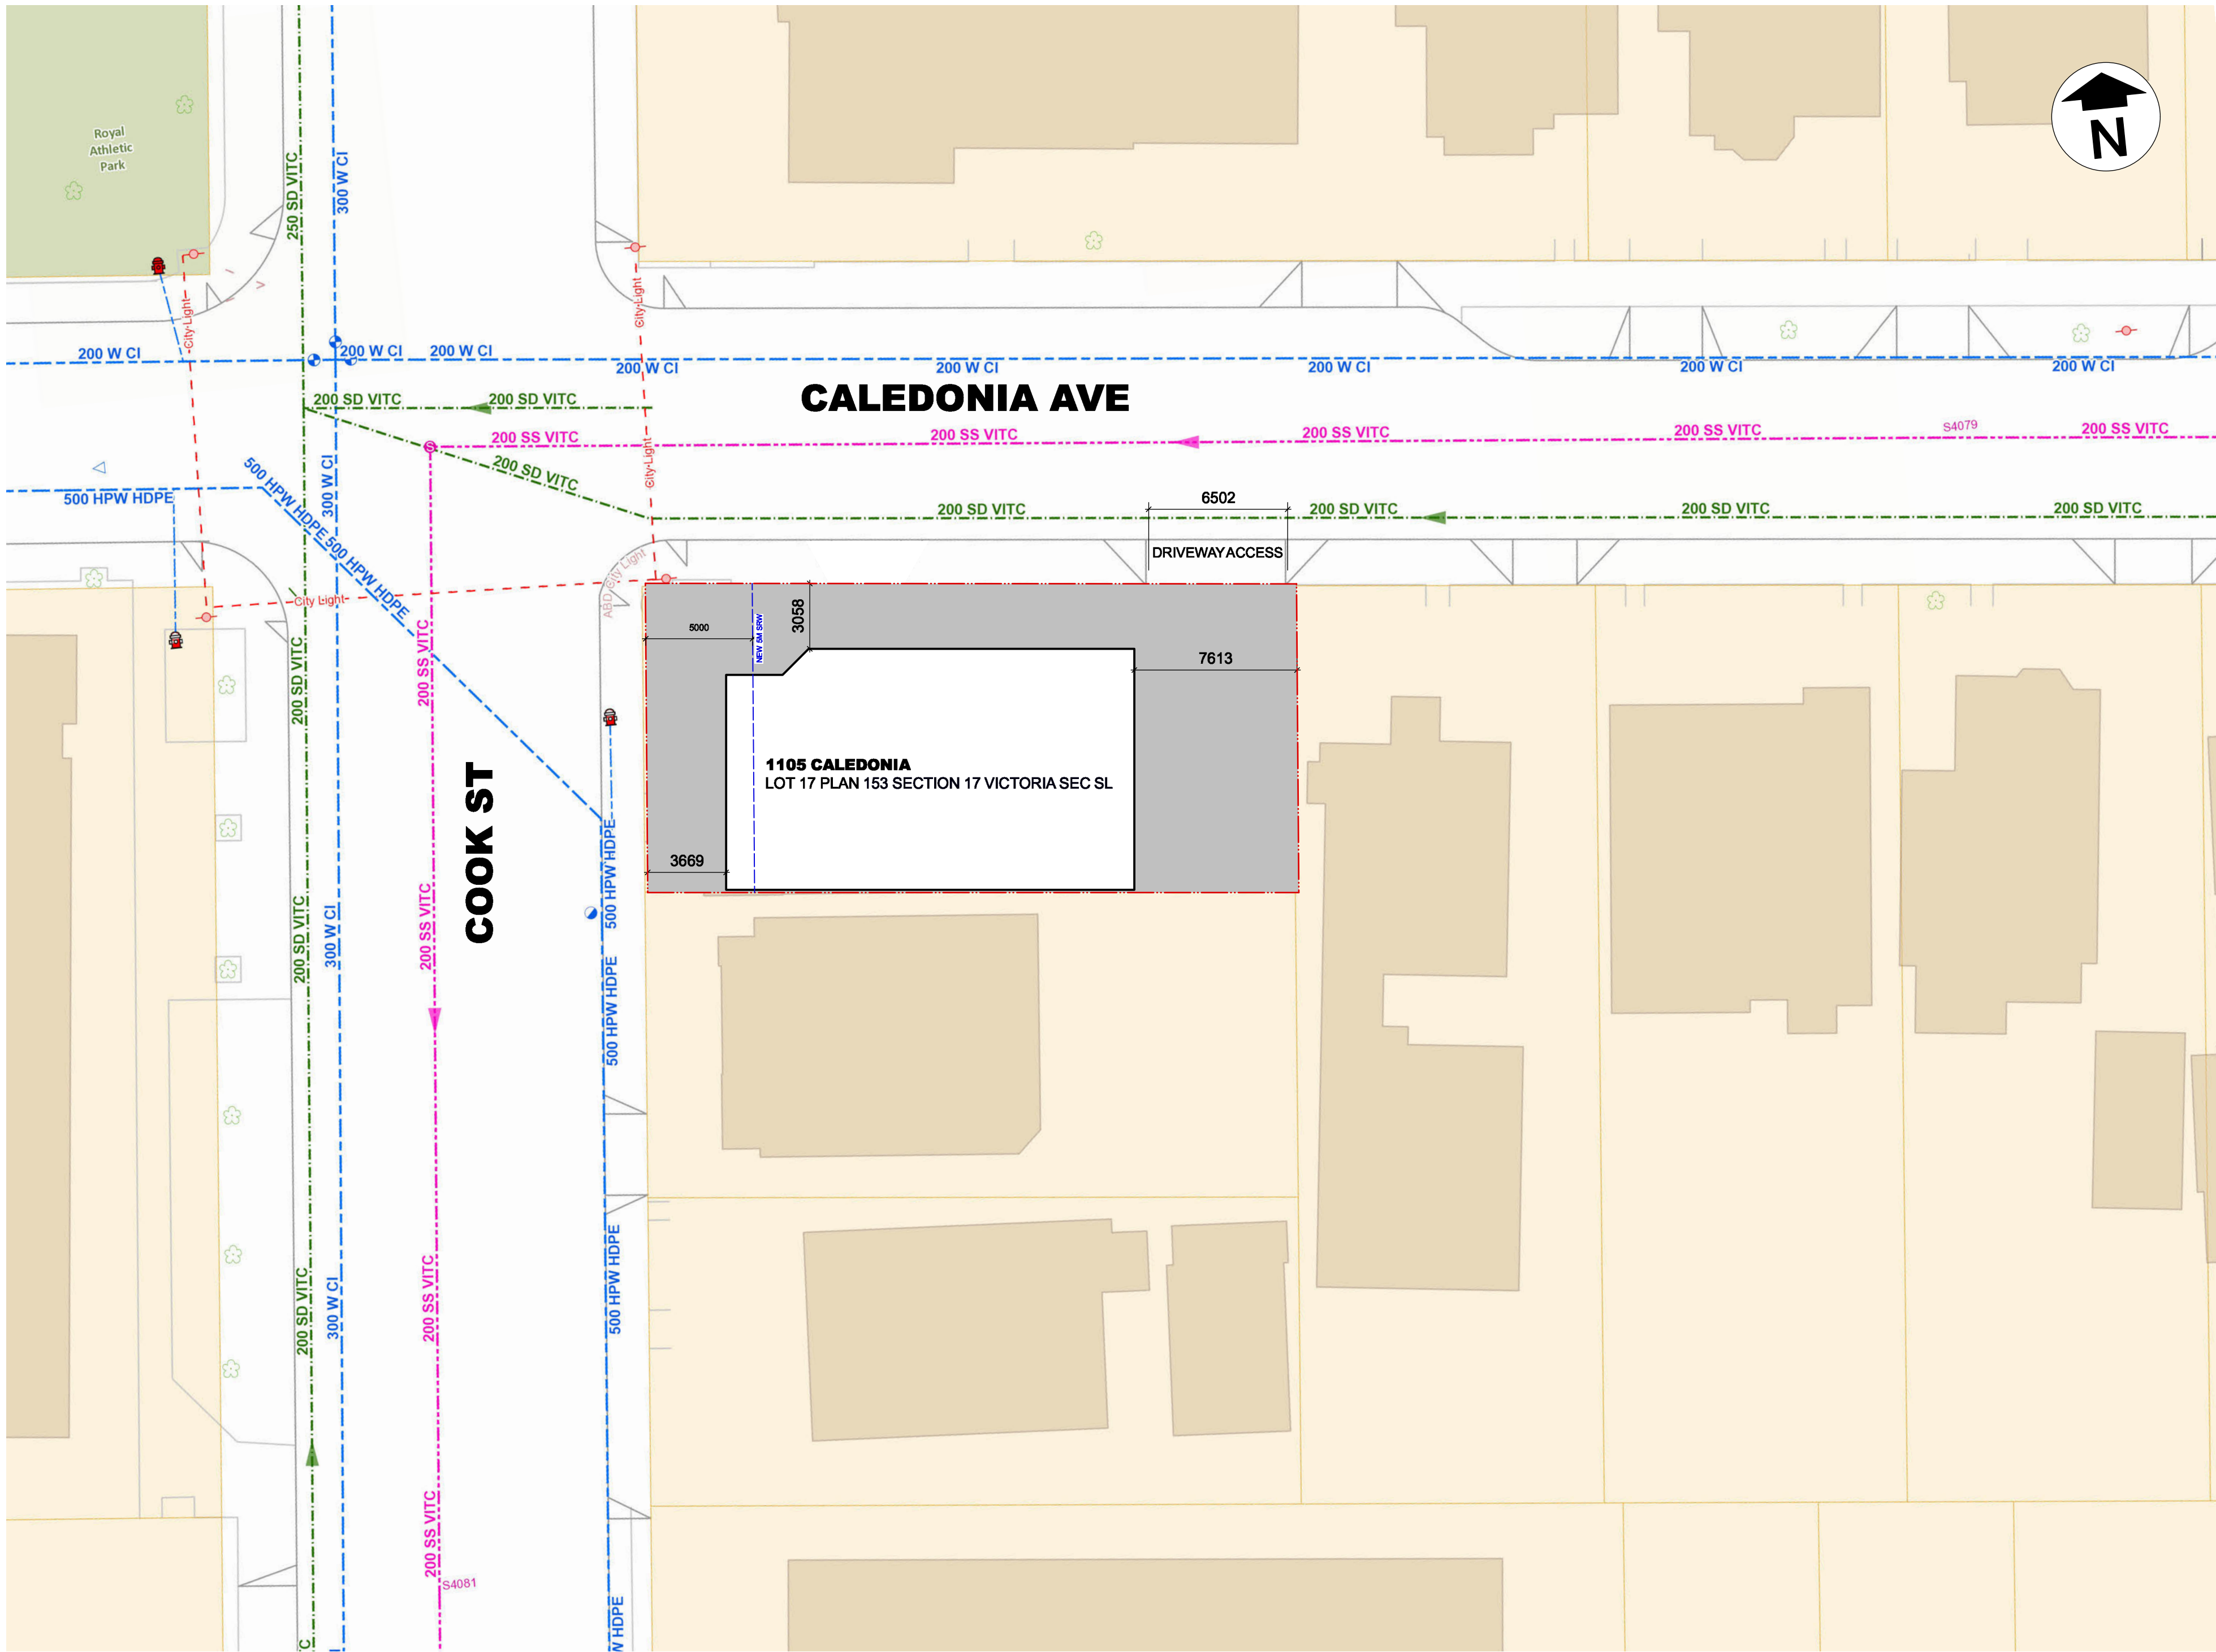 Royal
Athletic
Park
N
250 SD VITC
300 W CI
City Light
City Light
200 W CI
200 W CI
200 W CI
200 W CI
200 W CI
200 W CI
200 W CI
200 W CI
CALEDONIA AVE
200 SD VITC
200 SD VITC
200 SS VITC
200 SS VITC
200 SS VITC
200 SS VITC
S4079
200 SS VITC
200 SD VITC
City Light
300 W CI
500 HPW HDPE
500 HPW HDPE
500 HPW HDPE
200 SD VITC
200 SD VITC
200 SD VITC
200 SD VITC
6502
DRIVEWAY ACCESS
City Light
ABD City Light
5000
NEW 5M SRW
3058
7613
200 SD VITC
200 SS VITC
1105 CALEDONIA
LOT 17 PLAN 153 SECTION 17 VICTORIA SEC SL
COOK ST
3669
500 HPW HDPE
200 SD VITC
300 W CI
200 SS VITC
500 HPW HDPE
200 SD VITC
300 W CI
200 SS VITC
500 HPW HDPE
200 SS VITC
S4081
W HDPE